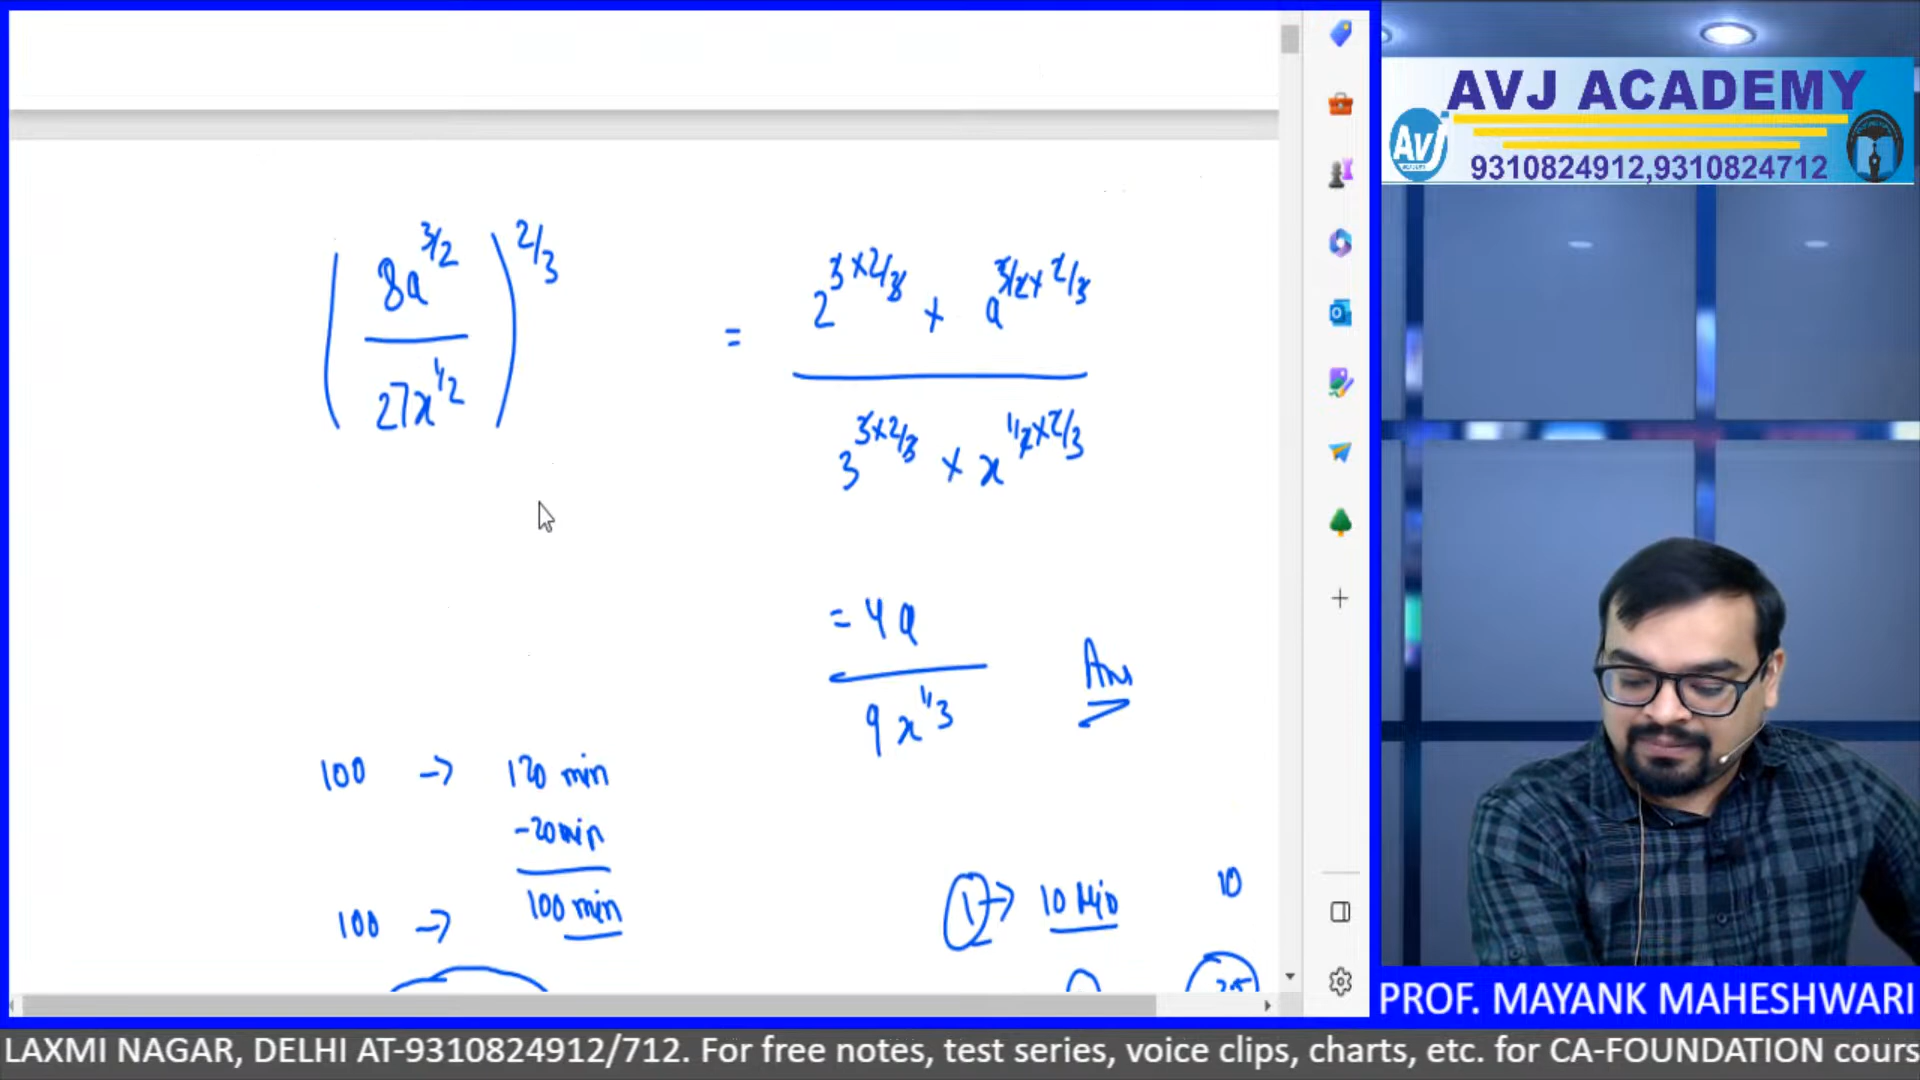 AVJ ACADEMY
AVJ
9310824912,9310824712
(8a^3/2 / 27x^1/2)^2/3 = 2^3×2/3 × a^3/2×2/3 / 3^3×2/3 × x^1/2×2/3
= 4a / 9x^1/3 Ans
100 → 120 min
-20 min
100 → 100 min
1 → 10 Min 10
PROF. MAYANK MAHESHWARI
LAXMI NAGAR, DELHI AT-9310824912/712. For free notes, test series, voice clips, charts, etc. for CA-FOUNDATION cours